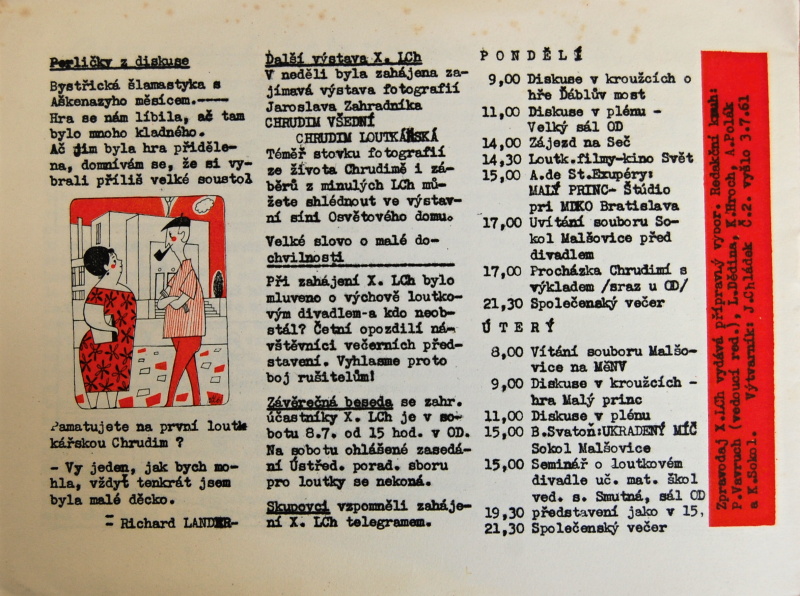 Perličky z diskuse
Bystřická šlamastyka s
Aškenazyho měsícem.----
Hra se nám líbila, ač tam
bylo mnoho kladného.
Ač jim byla hra příděle-
na, domnívám se, že si vy-
brali příliš velké soustol
Pamatujete na první loutk
kářskou Chrudim ?
- Vy jeden, jak bych mo-
hla, vždyť tenkrát jsem
byla malé děcko.
= Richard LANDER-
Další výstava X. LCh
V neděli byla zahájena za-
jímavá výstava fotografií
Jaroslava Zahradníka
CHRUDIM VŠEDNÍ
CHRUDIM LOUTKÁŘSKÁ
Téměř stovku fotografií
ze života Chrudimě i zá-
běrů z minulých LCh mů-
žete shlédnout ve výstav-
ní síni Osvětového domu.
Velké slovo o malé do-
chvilnosti
Při zahájení X. LCh bylo
mluveno o výchově loutko-
vým divadlem-a kdo neob-
stál? Četní opozdilí ná-
vštěvníci večerních před-
stavení. Vyhlasme proto
boj rušitelům!
Závěrečná beseda se zahr.
účastníky X. LCh je v so-
botu 8.7. od 15 hod. v OD.
Na sobotu ohlášené zasedá-
ní Ústřed. porad. sboru
pro loutky se nekoná.
Skupovci vzpomněli zaháje-
ní X. LCh telegramem.
PONDĚLÍ
9,00 Diskuse v kroužcích o
hře Ďáblův most
11,00 Diskuse v plénu -
Velký sál OD
14,00 Zájezd na Seč
14,30 Loutk.filmy-kino Svět
15,00 A.de St.Exupéry:
MALÝ PRINC- Štúdio
pri MDKO Bratislava
17,00 Uvítání souboru So-
kol Malšovice před
divadlem
17,00 Procházka Chrudimí s
výkladem /sraz u OD/
21,30 Společenský večer
ÚTERÝ
8,00 Vítání souboru Malšo-
vice na MěNV
9,00 Diskuse v kroužcích -
hra Malý princ
11,00 Diskuse v plénu
15,00 B.Svatoň:UKRADENÝ MÍČ
Sokol Malšovice
15,00 Seminář o loutkovém
divadle uč. mat. škol
ved. s. Smutná, sál OD
19,30 představení jako v 15,
21,30 Společenský večer
Zpravodaj X.LCh vydává přípravný výbor. Redakční kruh:
P.Vavruch (vedoucí red.), L.Dědina, K.Hroch, A.Polák
a K.Sokol. Výtvarník: J.Chládek Č.2. vyšlo 3.7.61